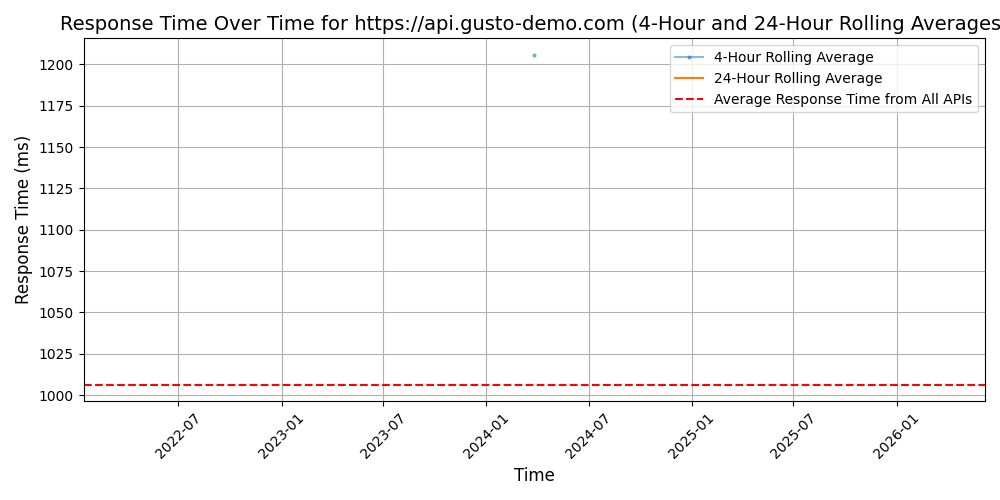 Response Time Over Time for https://api.gusto-demo.com (4-Hour and 24-Hour Rolling Averages
4-Hour Rolling Average
24-Hour Rolling Average
Average Response Time from All APIs
Response Time (ms)
1200
1175
1150
1125
1100
1075
1050
1025
1000
2022-07
2023-01
2023-07
2024-01
2024-07
2025-01
2025-07
2026-01
Time